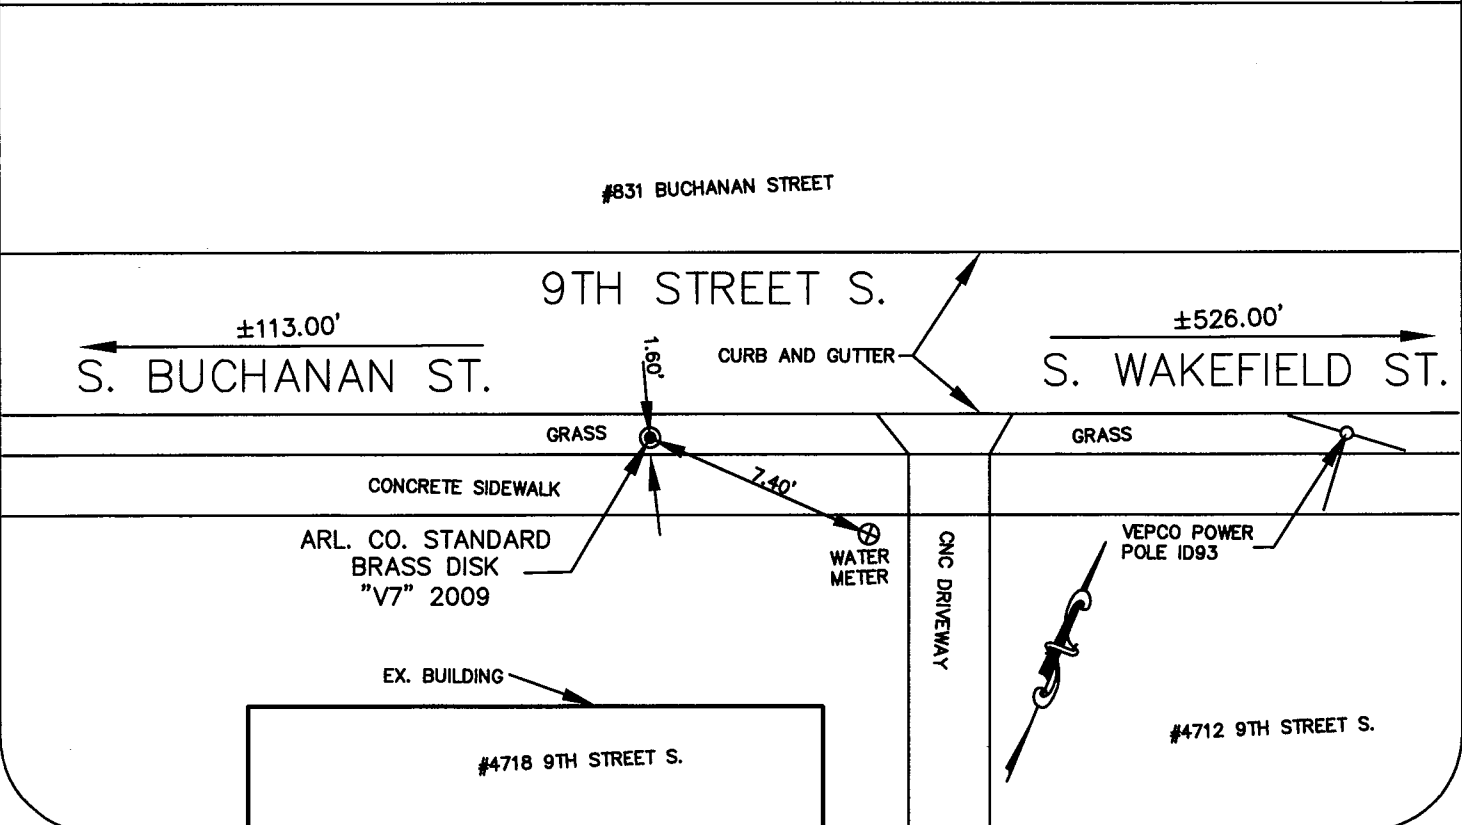 #831 BUCHANAN STREET
9TH STREET S.
±113.00'
S. BUCHANAN ST.
1.60'
CURB AND GUTTER
±526.00'
S. WAKEFIELD ST.
GRASS
GRASS
CONCRETE SIDEWALK
7.40'
ARL. CO. STANDARD
BRASS DISK
"V7" 2009
WATER
METER
CNC DRIVEWAY
VEPCO POWER
POLE ID93
EX. BUILDING
#4718 9TH STREET S.
#4712 9TH STREET S.